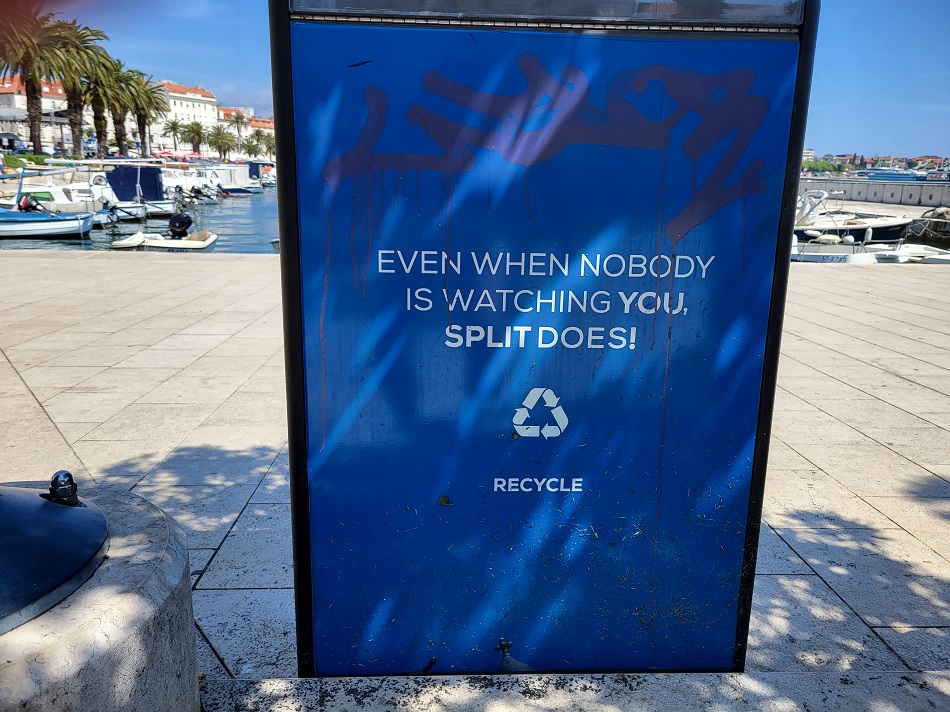 EVEN WHEN NOBODY
IS WATCHING YOU,
SPLIT DOES!
RECYCLE